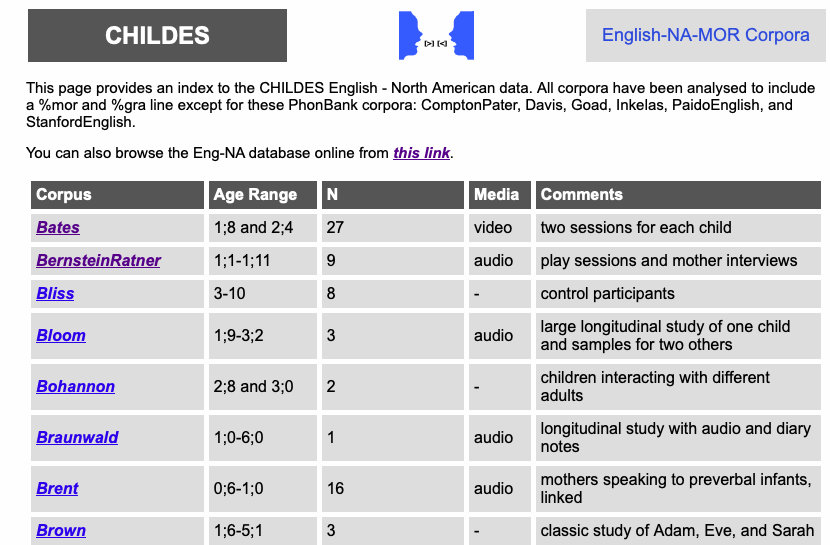 CHILDES
[>] [<]
English-NA-MOR Corpora
This page provides an index to the CHILDES English - North American data. All corpora have been analysed to include
a %mor and %gra line except for these PhonBank corpora: ComptonPater, Davis, Goad, Inkelas, PaidoEnglish, and
StanfordEnglish.
You can also browse the Eng-NA database online from this link.
Corpus Age Range N Media Comments
Bates 1;8 and 2;4 27 video two sessions for each child
BernsteinRatner 1;1-1;11 9 audio play sessions and mother interviews
Bliss 3-10 8 - control participants
Bloom 1;9-3;2 3 audio large longitudinal study of one child
and samples for two others
Bohannon 2;8 and 3;0 2 - children interacting with different
adults
Braunwald 1;0-6;0 1 audio longitudinal study with audio and diary
notes
Brent 0;6-1;0 16 audio mothers speaking to preverbal infants,
linked
Brown 1;6-5;1 3 - classic study of Adam, Eve, and Sarah